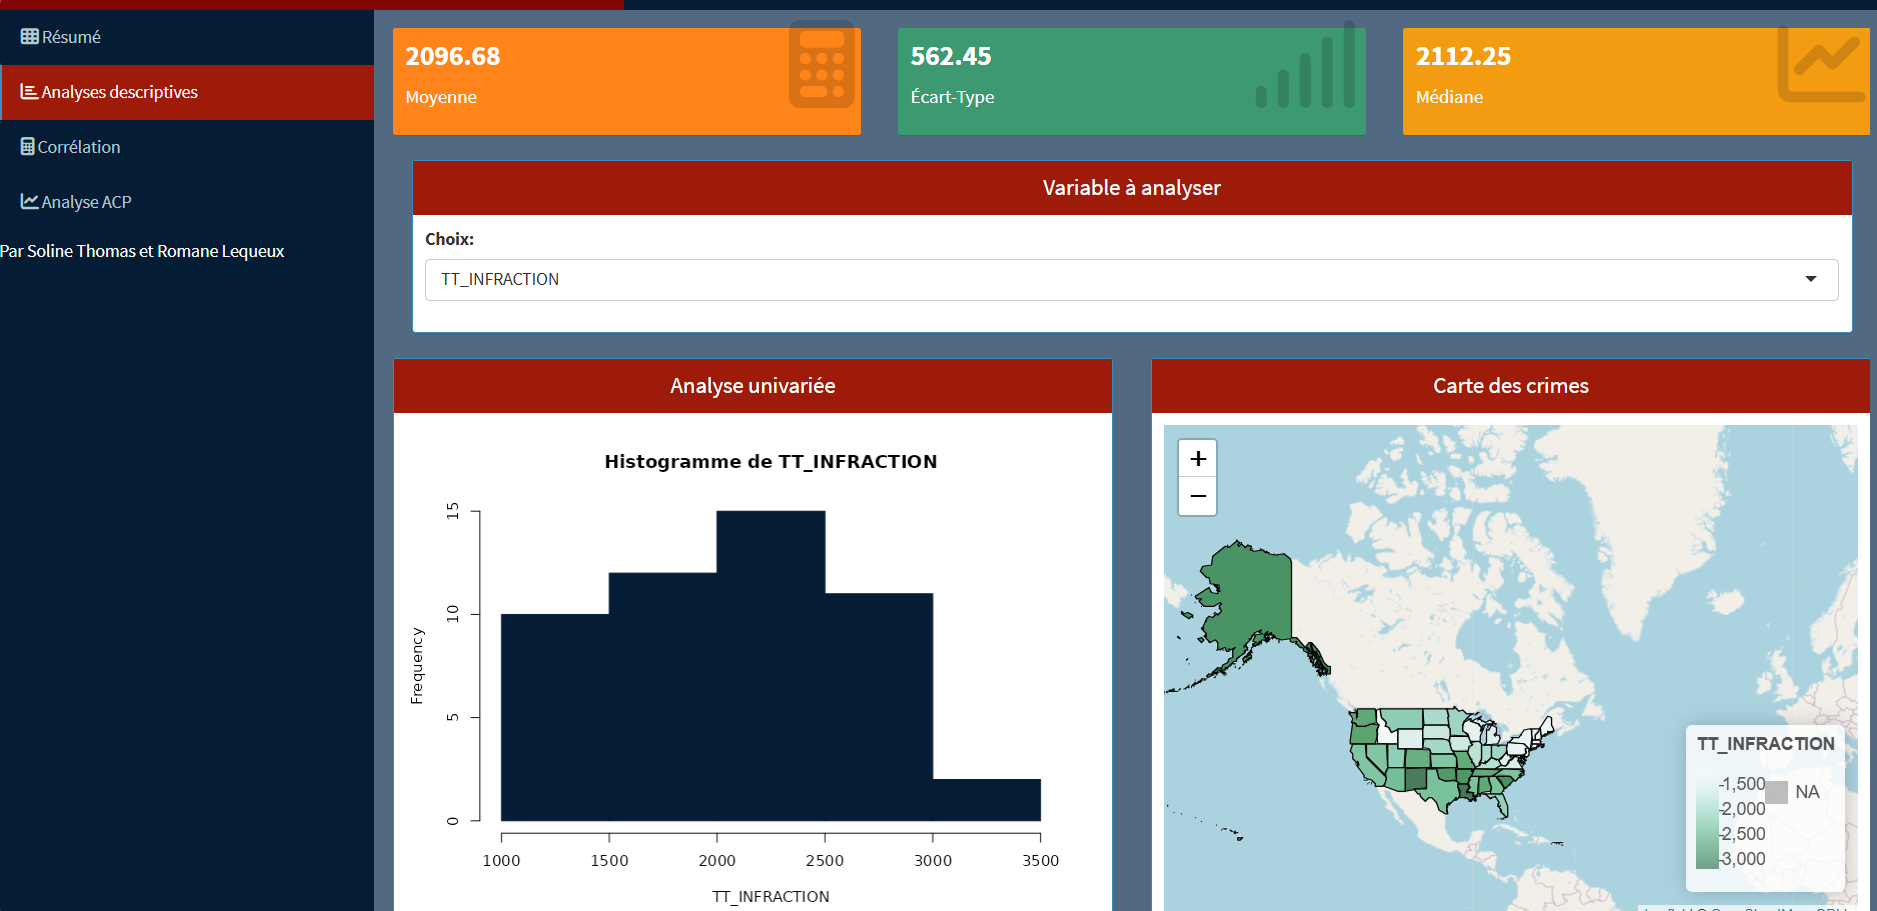 Résumé
Analyses descriptives
Corrélation
Analyse ACP
Par Soline Thomas et Romane Lequeux
2096.68
Moyenne
562.45
Écart-Type
2112.25
Médiane
Variable à analyser
Choix:
TT_INFRACTION
Analyse univariée
Histogramme de TT_INFRACTION
Frequency
15
10
5
0
1000 1500 2000 2500 3000 3500
TT_INFRACTION
Carte des crimes
+
−
TT_INFRACTION
1,500
2,000
2,500
3,000
NA